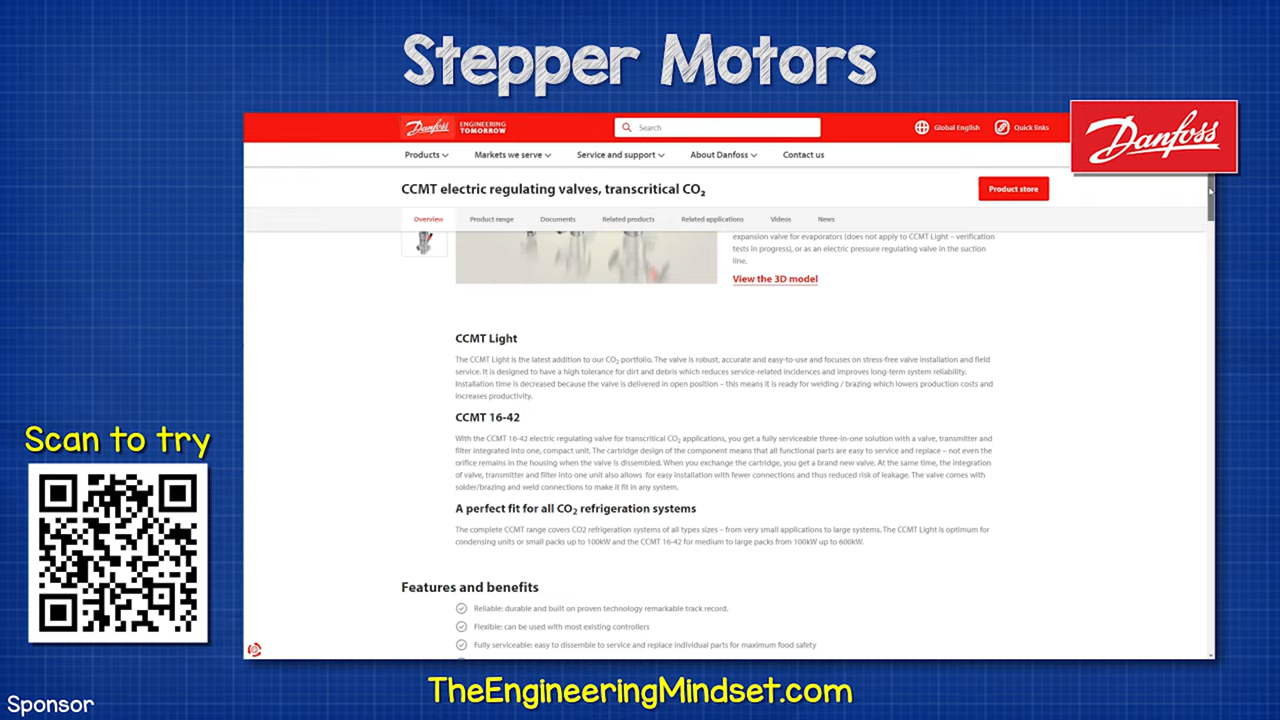 Stepper Motors
Danfoss
ENGINEERING
TOMORROW
Search
Global English
Quick links
Danfoss
Products
Markets we serve
Service and support
About Danfoss
Contact us
CCMT electric regulating valves, transcritical CO₂
Product store
Overview
Product range
Documents
Related products
Related applications
Videos
News
expansion valve for evaporators (does not apply to CCMT Light – verification
tests in progress), or as an electric pressure regulating valve in the suction
line.
View the 3D model
CCMT Light
The CCMT Light is the latest addition to our CO₂ portfolio. The valve is robust, accurate and easy-to-use and focuses on stress-free valve installation and field
service. It is designed to have a high tolerance for dirt and debris which reduces service-related incidences and improves long-term system reliability.
Installation time is decreased because the valve is delivered in open position – this means it is ready for welding / brazing which lowers production costs and
increases productivity.
CCMT 16-42
With the CCMT 16-42 electric regulating valve for transcritical CO₂ applications, you get a fully serviceable three-in-one solution with a valve, transmitter and
filter integrated into one, compact unit. The cartridge design of the component means that all functional parts are easy to service and replace – not even the
orifice remains in the housing when the valve is dissembled. When you exchange the cartridge, you get a brand new valve. At the same time, the integration
of valve, transmitter and filter into one unit also allows for easy installation with fewer connections and thus reduced risk of leakage. The valve comes with
solder/brazing and weld connections to make it fit in any system.
A perfect fit for all CO₂ refrigeration systems
The complete CCMT range covers CO2 refrigeration systems of all types sizes – from very small applications to large systems. The CCMT Light is optimum for
condensing units or small packs up to 100kW and the CCMT 16-42 for medium to large packs from 100kW up to 600kW.
Features and benefits
Reliable: durable and built on proven technology remarkable track record.
Flexible: can be used with most existing controllers
Fully serviceable: easy to dissemble to service and replace individual parts for maximum food safety
Scan to try
TheEngineeringMindset.com
Sponsor